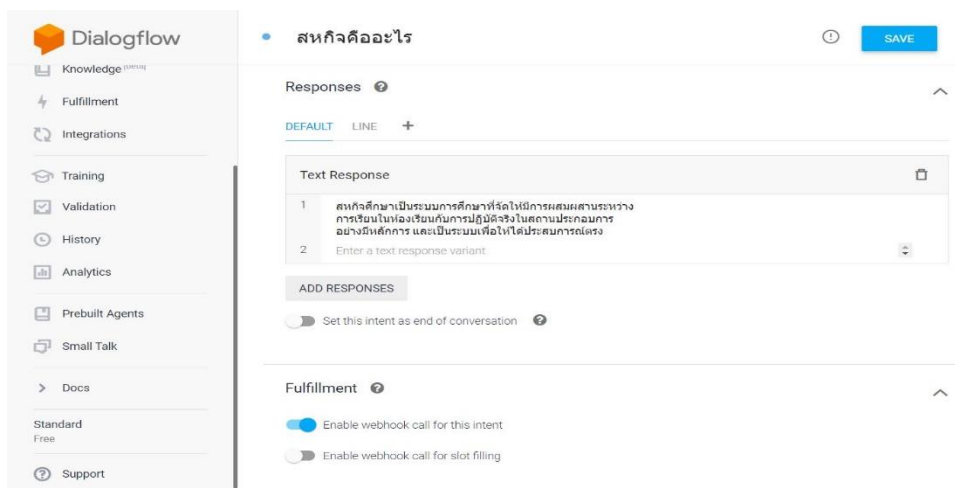 Dialogflow
Knowledge [beta]
Fulfillment
Integrations
Training
Validation
History
Analytics
Prebuilt Agents
Small Talk
Docs
Standard
Free
Support
สหกิจคืออะไร
SAVE
Responses
DEFAULT LINE +
Text Response
1 สหกิจศึกษาเป็นระบบการศึกษาที่จัดให้มีการผสมผสานระหว่าง
การเรียนในห้องเรียนกับการปฏิบัติจริงในสถานประกอบการ
อย่างมีหลักการ และเป็นระบบเพื่อให้ได้ประสบการณ์ตรง
2 Enter a text response variant
ADD RESPONSES
Set this intent as end of conversation
Fulfillment
Enable webhook call for this intent
Enable webhook call for slot filling